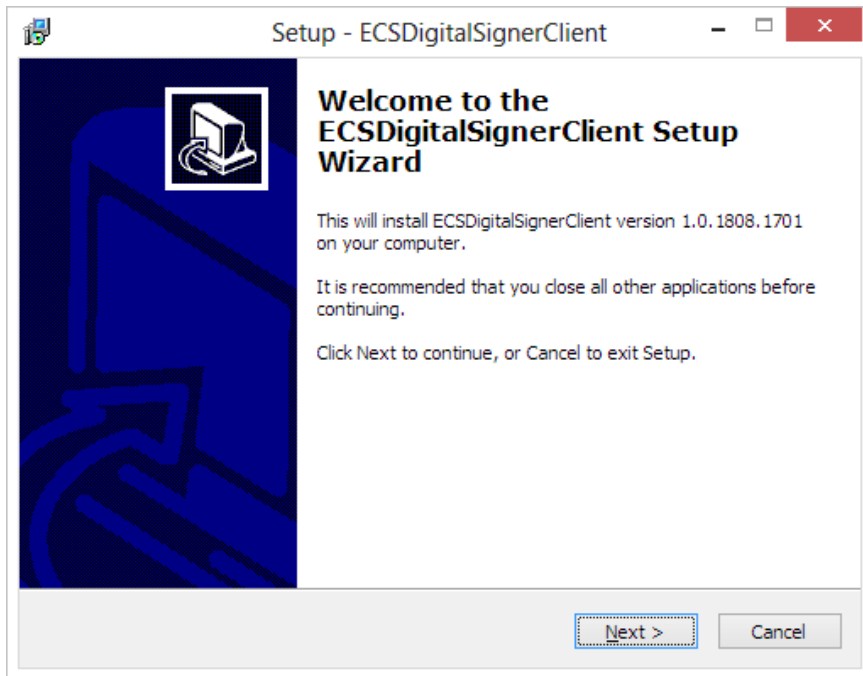 Setup - ECSDigitalSignerClient
Welcome to the
ECSDigitalSignerClient Setup
Wizard
This will install ECSDigitalSignerClient version 1.0.1808.1701
on your computer.
It is recommended that you close all other applications before
continuing.
Click Next to continue, or Cancel to exit Setup.
Next >
Cancel